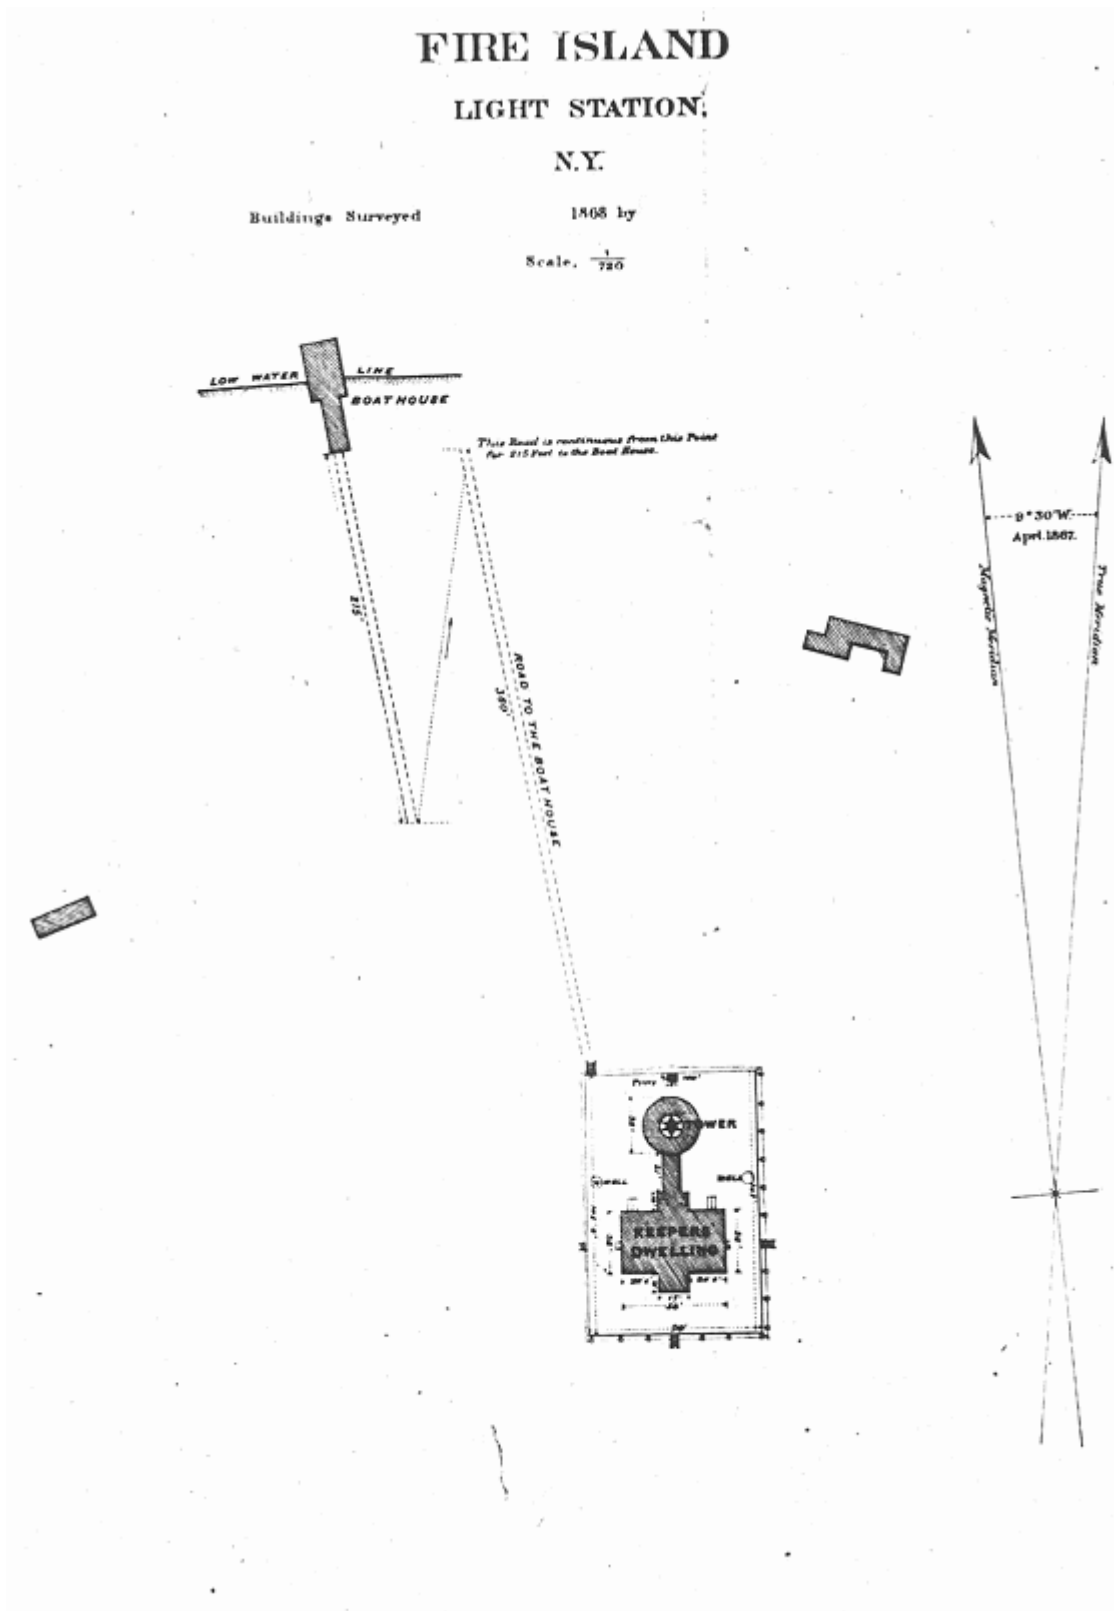 FIRE ISLAND
LIGHT STATION,
N.Y.
Buildings Surveyed 1868 by
Scale, 1/720
LOW WATER LINE
BOAT HOUSE
This Road is continuous from this Point
for 215 Feet to the Boat House.
9° 30' W.
April. 1867.
Magnetic Meridian
True Meridian
215'
ROAD TO THE BOAT HOUSE
Privy
TOWER
WELL
KEEPERS'
DWELLING